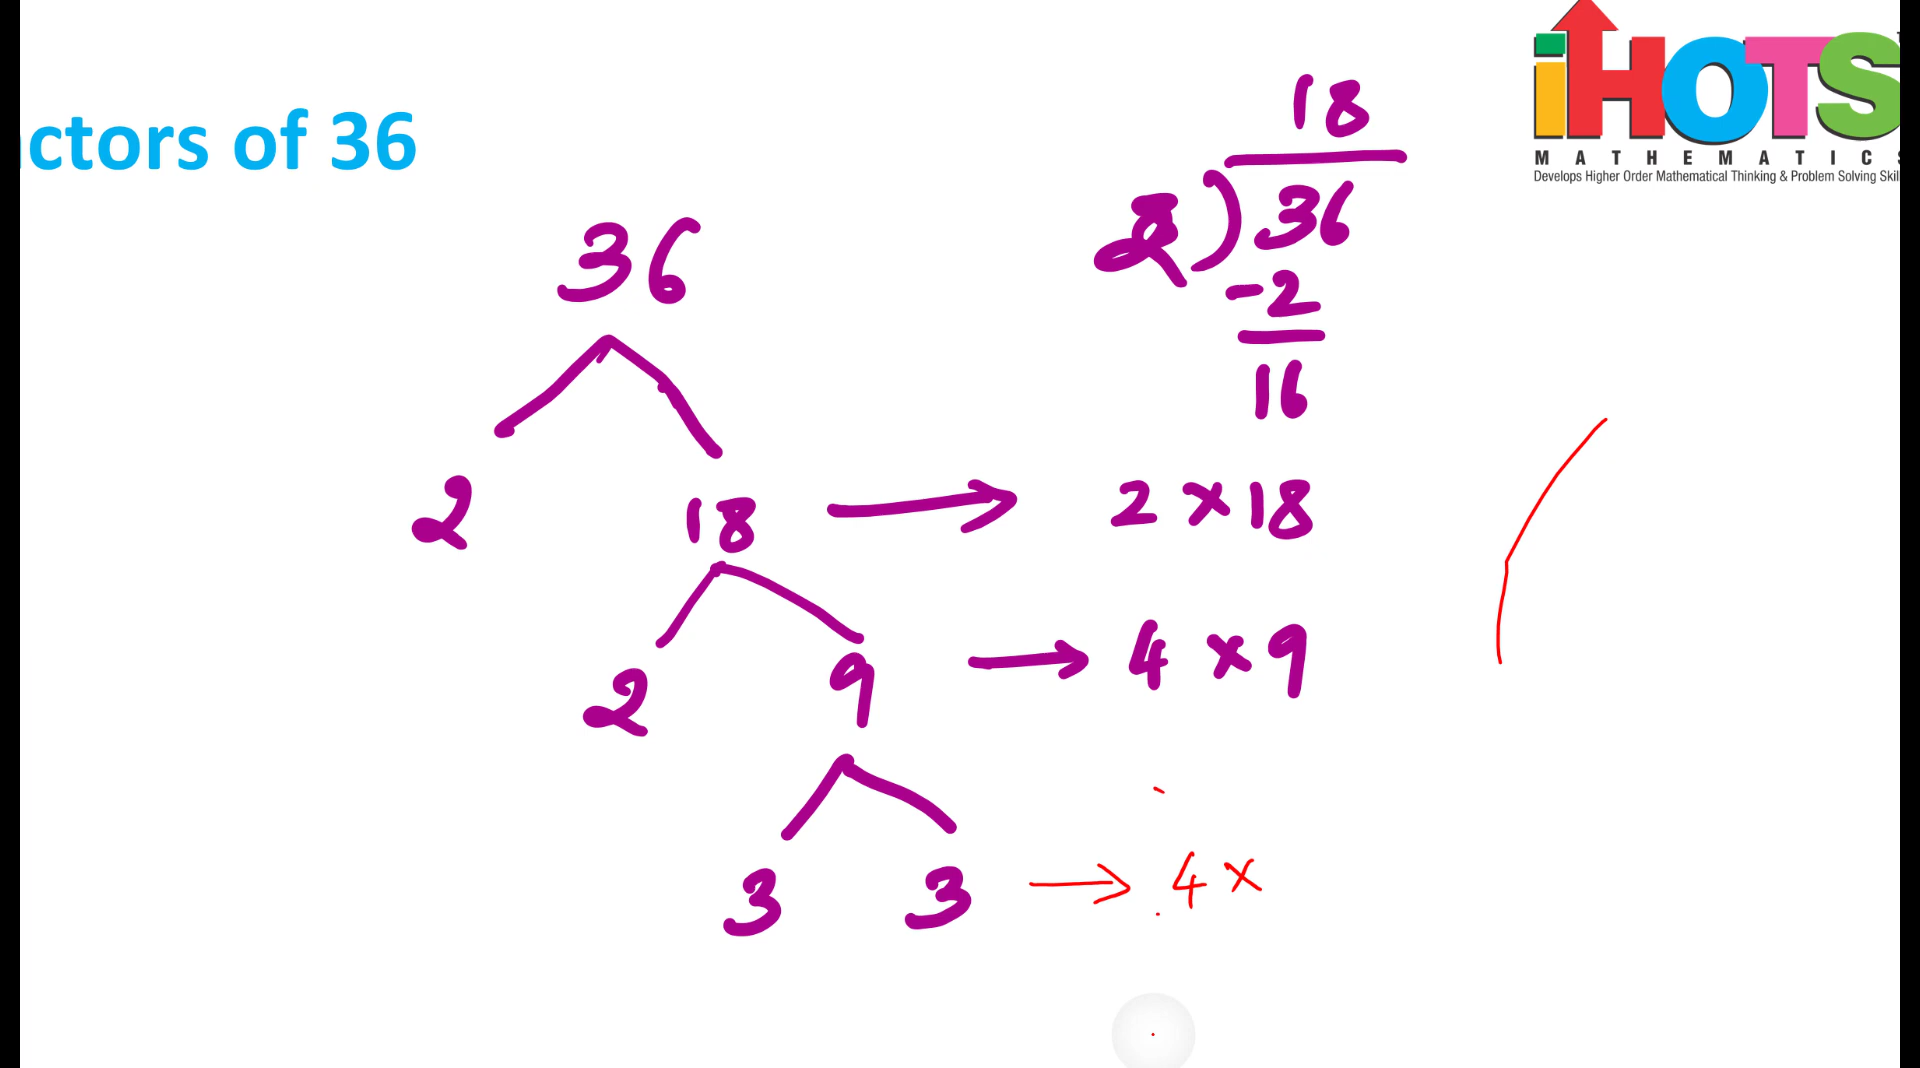 iHOTS
MATHEMATICS
Develops Higher Order Mathematical Thinking & Problem Solving Skil
ctors of 36
18
2 ) 36
-2
16
36
2 18 → 2 × 18
2 9 → 4 × 9
3 3 → 4 ×